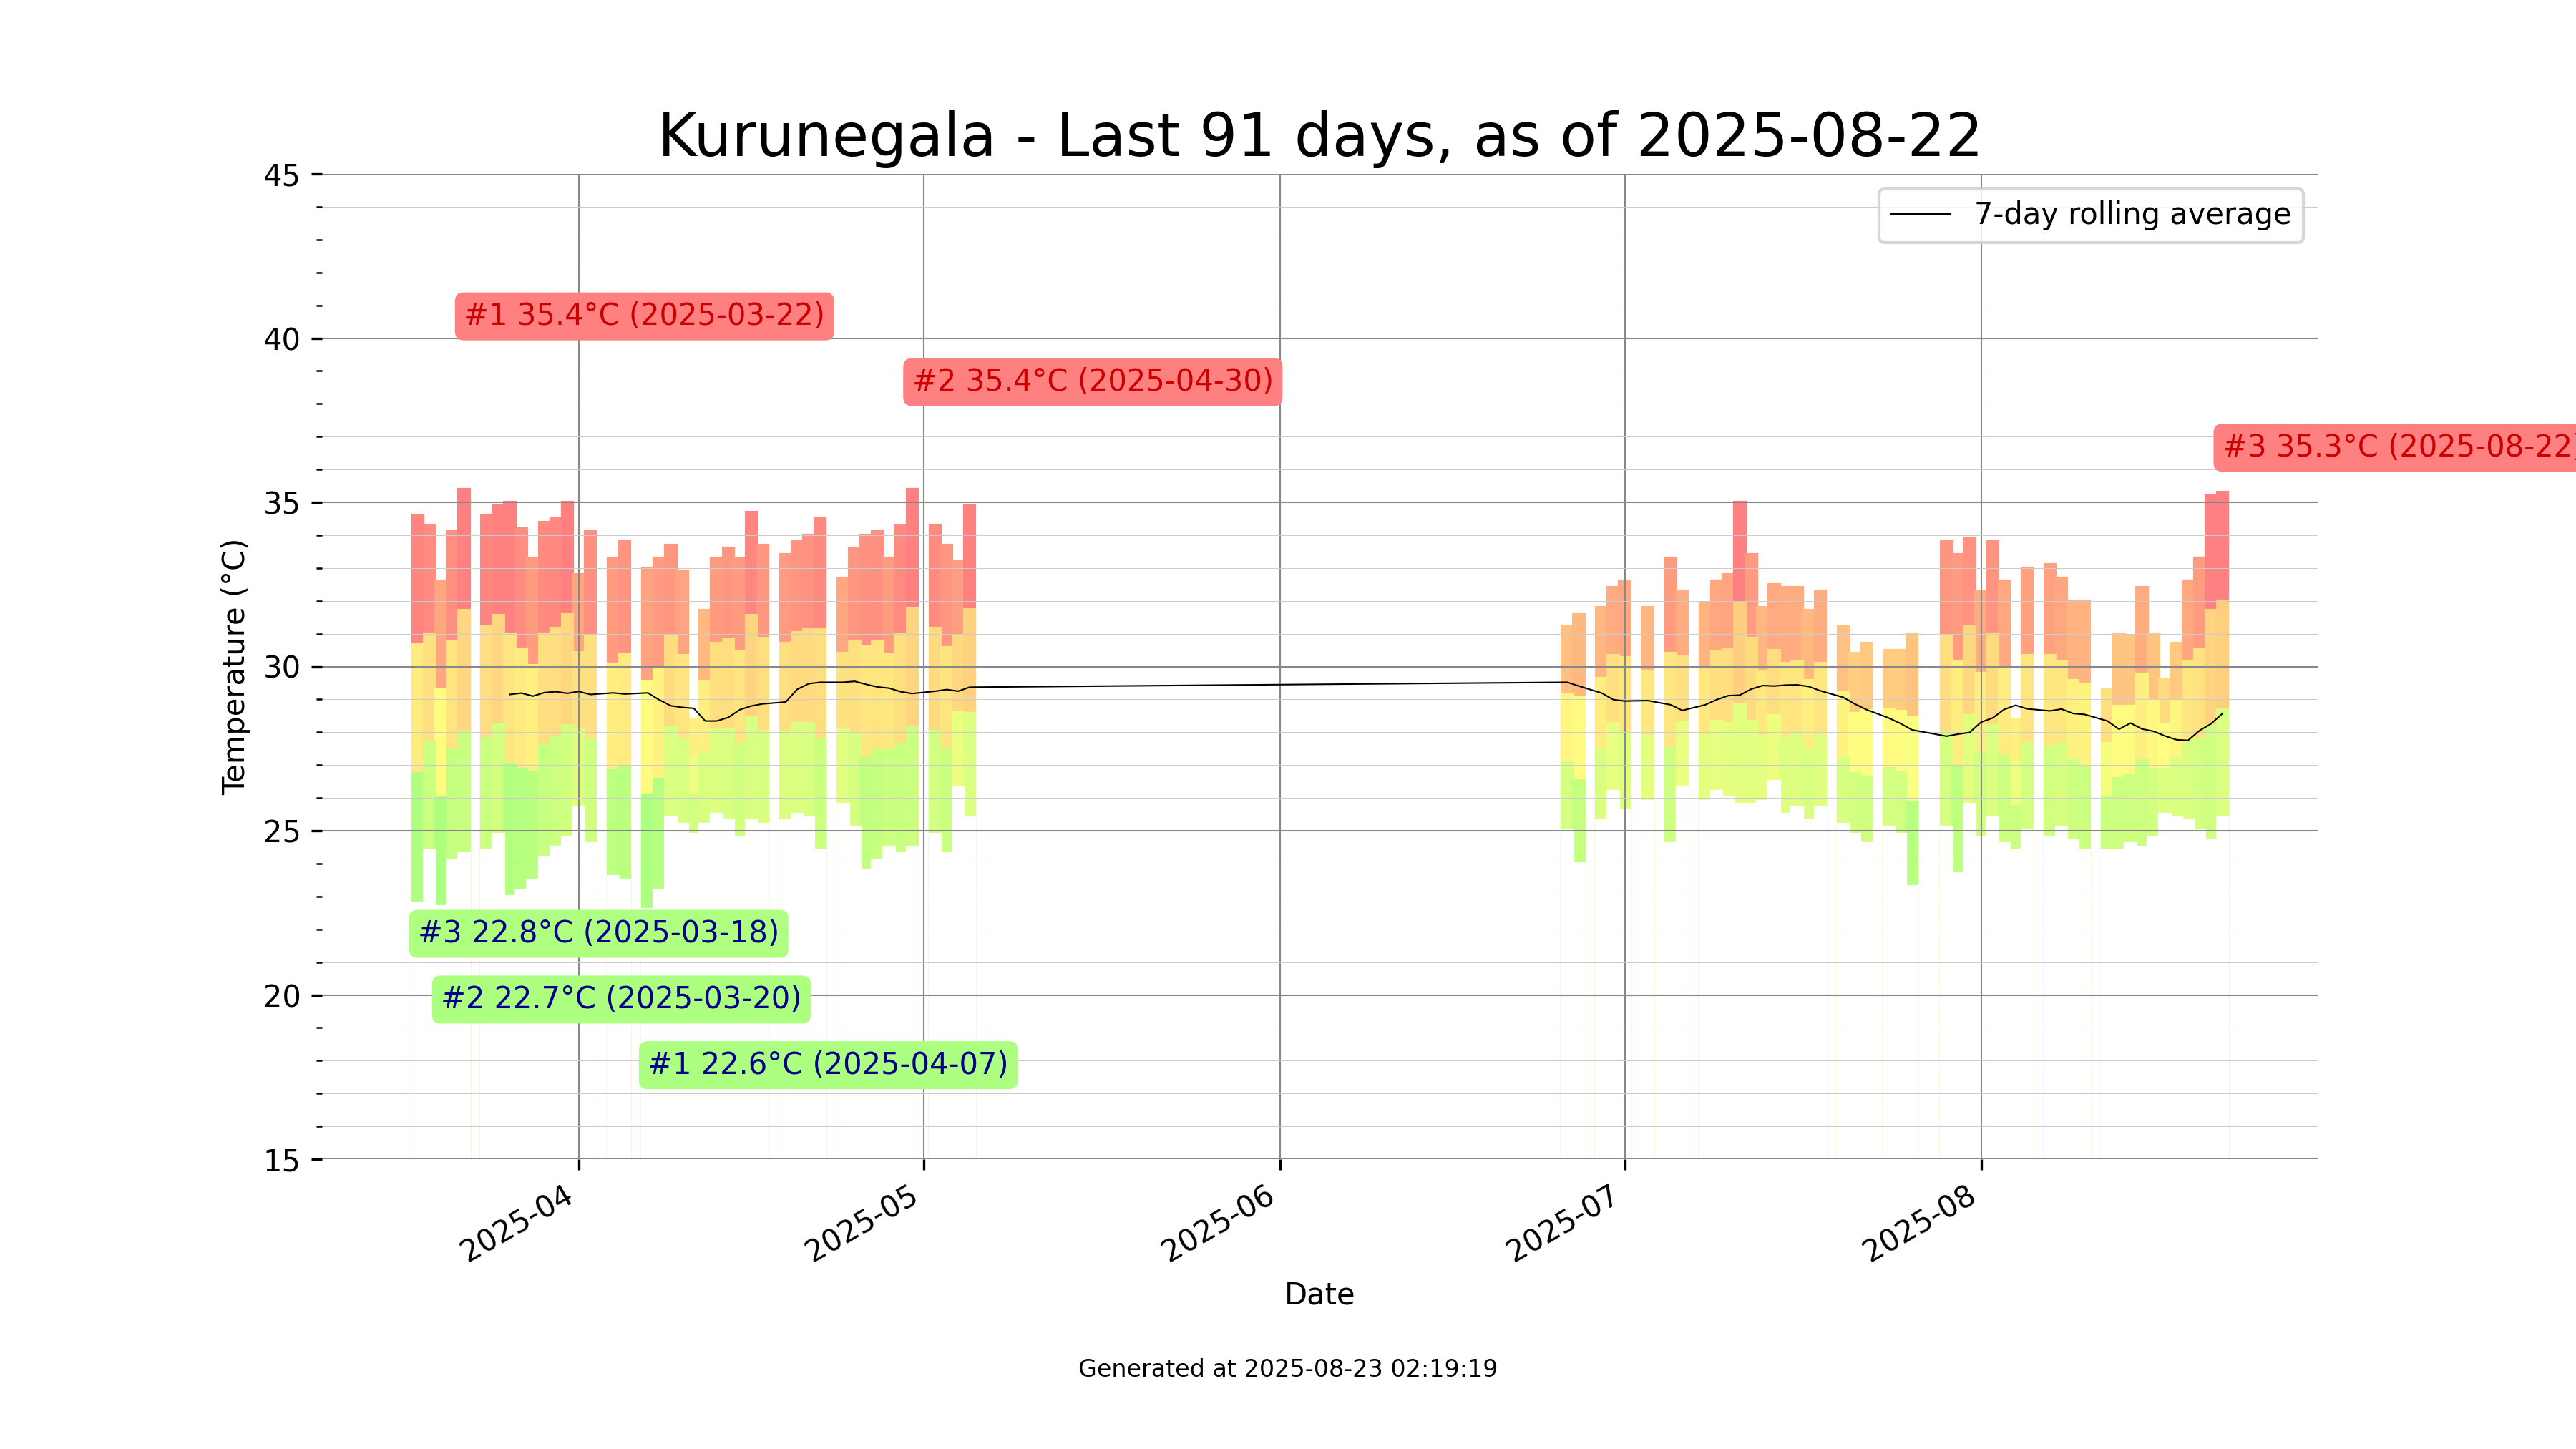 Kurunegala - Last 91 days, as of 2025-08-22
45
40
35
30
25
20
15
Temperature (°C)
7-day rolling average
#1 35.4°C (2025-03-22)
#2 35.4°C (2025-04-30)
#3 35.3°C (2025-08-22)
#3 22.8°C (2025-03-18)
#2 22.7°C (2025-03-20)
#1 22.6°C (2025-04-07)
2025-04
2025-05
2025-06
2025-07
2025-08
Date
Generated at 2025-08-23 02:19:19